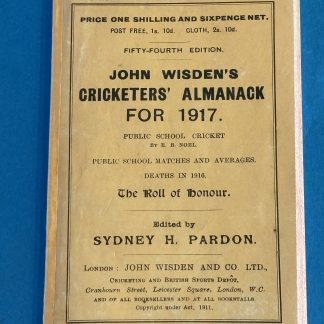 PRICE ONE SHILLING AND SIXPENCE NET.
POST FREE, 1s. 10d. CLOTH, 2s. 10d.
FIFTY-FOURTH EDITION.
JOHN WISDEN'S
CRICKETERS' ALMANACK
FOR 1917.
PUBLIC SCHOOL CRICKET
BY E. B. NOEL.
PUBLIC SCHOOL MATCHES AND AVERAGES.
DEATHS IN 1916.
The Roll of Honour.
Edited by
SYDNEY H. PARDON.
LONDON: JOHN WISDEN AND CO. LTD.,
CRICKETING AND BRITISH SPORTS DEPÔT,
Cranbourn Street, Leicester Square, London, W.C.
AND OF ALL BOOKSELLERS AND AT ALL BOOKSTALLS.
Copyright under Act, 1911.